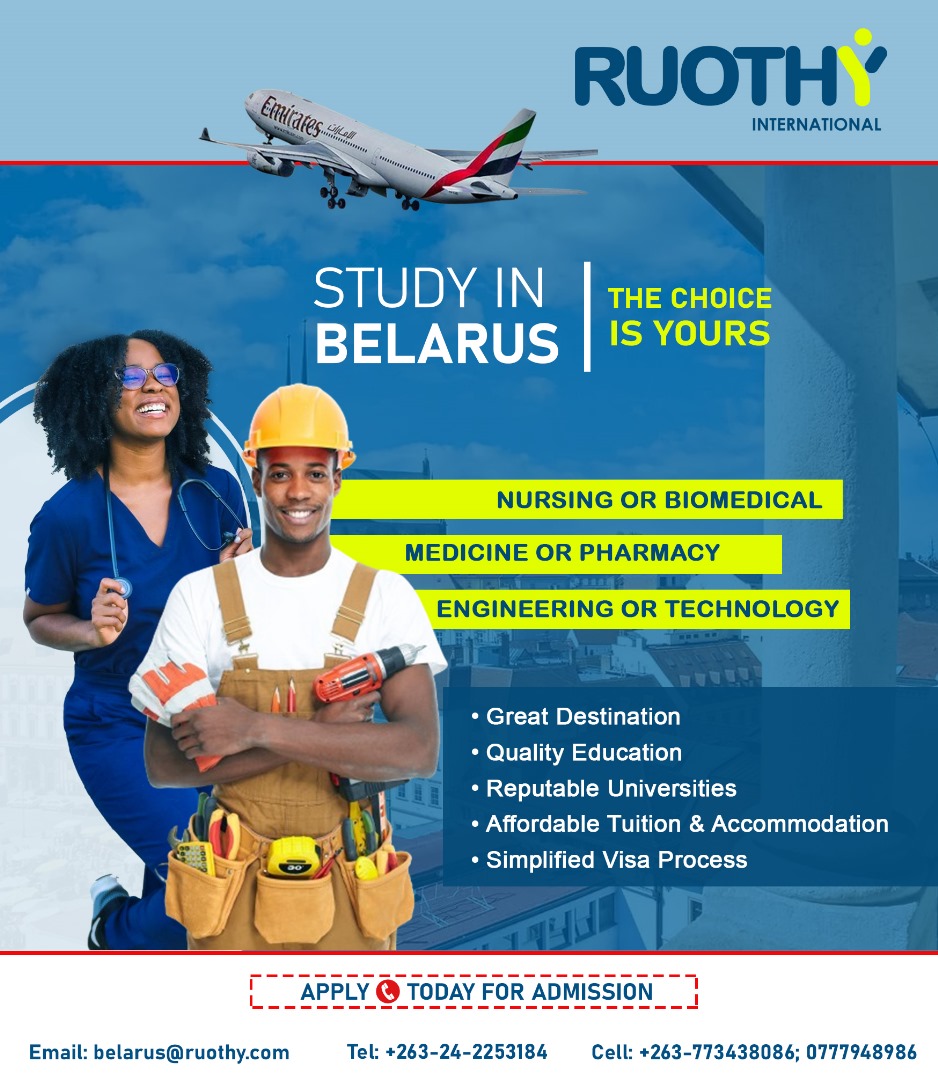 RUOTHY
INTERNATIONAL
Emirates
STUDY IN
BELARUS
THE CHOICE
IS YOURS
NURSING OR BIOMEDICAL
MEDICINE OR PHARMACY
ENGINEERING OR TECHNOLOGY
• Great Destination
• Quality Education
• Reputable Universities
• Affordable Tuition & Accommodation
• Simplified Visa Process
APPLY TODAY FOR ADMISSION
Email: belarus@ruothy.com Tel: +263-24-2253184 Cell: +263-773438086; 0777948986